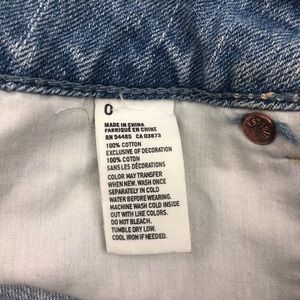 0
MADE IN CHINA
FABRIQUÉ EN CHINE
RN 54485 CA 03873
100% COTTON
EXCLUSIVE OF DECORATION
100% COTTON
SANS LES DÉCORATIONS
COLOR MAY TRANSFER
WHEN NEW. WASH ONCE
SEPARATELY IN COLD
WATER BEFORE WEARING.
MACHINE WASH COLD INSIDE
OUT WITH LIKE COLORS.
DO NOT BLEACH.
TUMBLE DRY LOW.
COOL IRON IF NEEDED.